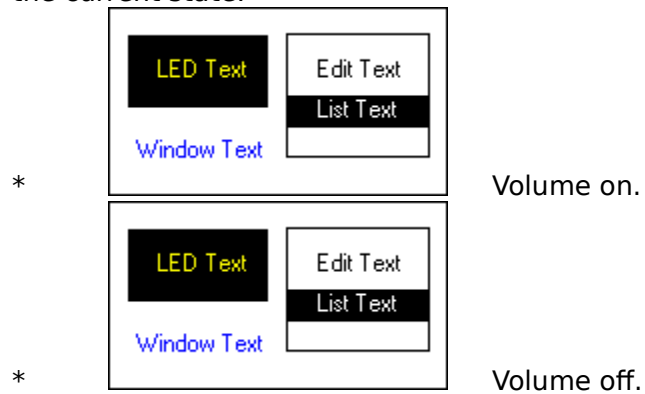 the current state.
LED Text
Edit Text
List Text
Window Text
* Volume on.
LED Text
Edit Text
List Text
Window Text
* Volume off.